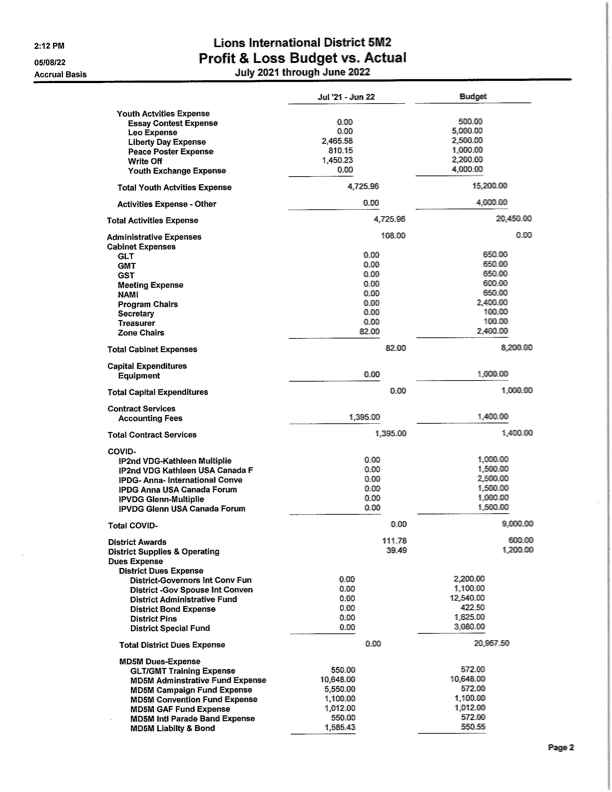 2:12 PM
05/08/22
Accrual Basis
Lions International District 5M2
Profit & Loss Budget vs. Actual
July 2021 through June 2022
Jul '21 - Jun 22 Budget
Youth Actvities Expense
Essay Contest Expense 0.00 500.00
Leo Expense 0.00 5,000.00
Liberty Day Expense 2,465.58 2,500.00
Peace Poster Expense 810.15 1,000.00
Write Off 1,450.23 2,200.00
Youth Exchange Expense 0.00 4,000.00
Total Youth Actvities Expense 4,725.96 15,200.00
Activities Expense - Other 0.00 4,000.00
Total Activities Expense 4,725.96 20,450.00
Administrative Expenses 108.00 0.00
Cabinet Expenses
GLT 0.00 650.00
GMT 0.00 650.00
GST 0.00 650.00
Meeting Expense 0.00 600.00
NAMI 0.00 650.00
Program Chairs 0.00 2,400.00
Secretary 0.00 100.00
Treasurer 0.00 100.00
Zone Chairs 82.00 2,400.00
Total Cabinet Expenses 82.00 8,200.00
Capital Expenditures
Equipment 0.00 1,000.00
Total Capital Expenditures 0.00 1,000.00
Contract Services
Accounting Fees 1,395.00 1,400.00
Total Contract Services 1,395.00 1,400.00
COVID-
IP2nd VDG-Kathleen Multiplie 0.00 1,000.00
IP2nd VDG Kathleen USA Canada F 0.00 1,500.00
IPDG- Anna- International Conve 0.00 2,500.00
IPDG Anna USA Canada Forum 0.00 1,500.00
IPVDG Glenn-Multiplie 0.00 1,000.00
IPVDG Glenn USA Canada Forum 0.00 1,500.00
Total COVID- 0.00 9,000.00
District Awards 111.78 600.00
District Supplies & Operating 39.49 1,200.00
Dues Expense
District Dues Expense
District-Governors Int Conv Fun 0.00 2,200.00
District -Gov Spouse Int Conven 0.00 1,100.00
District Administrative Fund 0.00 12,540.00
District Bond Expense 0.00 422.50
District Pins 0.00 1,625.00
District Special Fund 0.00 3,080.00
Total District Dues Expense 0.00 20,967.50
MD5M Dues-Expense
GLT/GMT Training Expense 550.00 572.00
MD5M Adminstrative Fund Expense 10,648.00 10,648.00
MD5M Campaign Fund Expense 5,550.00 572.00
MD5M Convention Fund Expense 1,100.00 1,100.00
MD5M GAF Fund Expense 1,012.00 1,012.00
MD5M Intl Parade Band Expense 550.00 572.00
MD5M Liabilty & Bond 1,585.43 550.55
Page 2